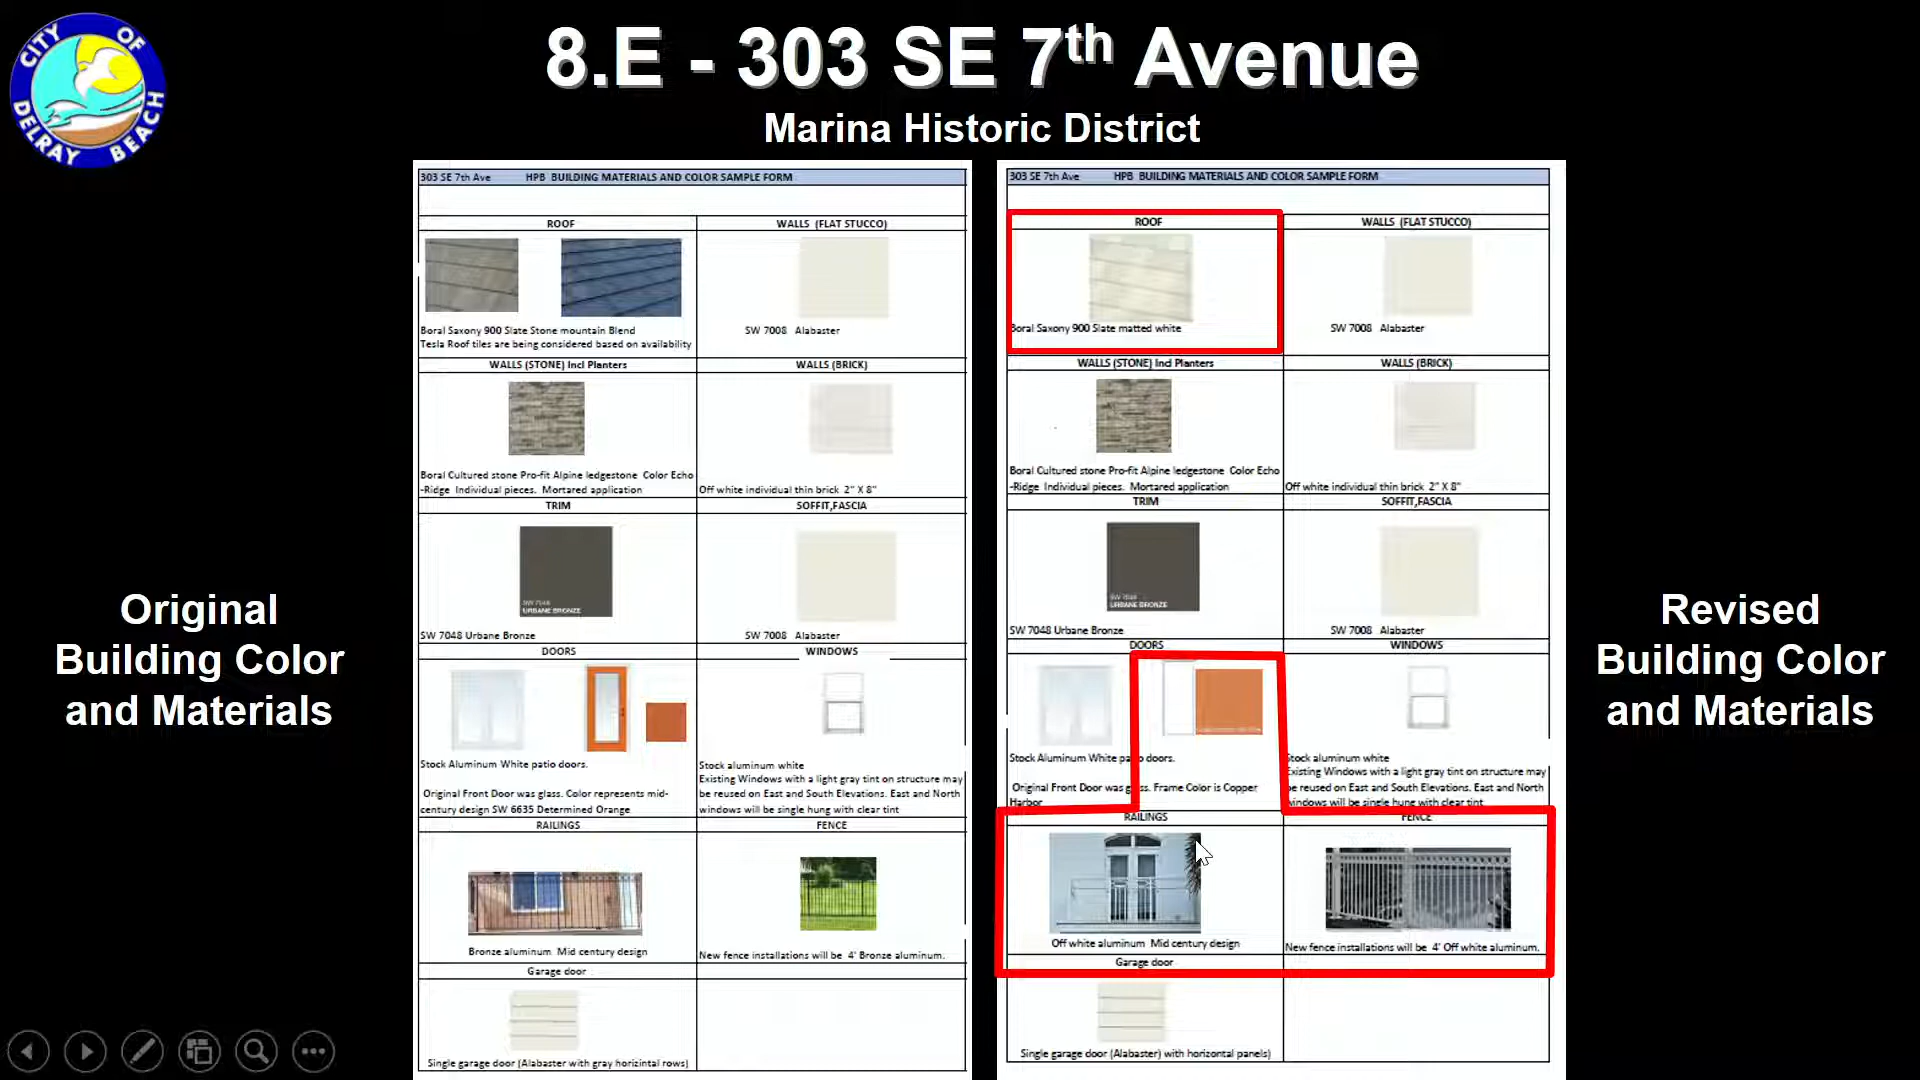 CITY OF
DELRAY BEACH
8.E - 303 SE 7th Avenue
Marina Historic District
Original
Building Color
and Materials
303 SE 7th Ave HPB BUILDING MATERIALS AND COLOR SAMPLE FORM
ROOF WALLS (FLAT STUCCO)
Boral Saxony 900 Slate Stone mountain Blend
Tesla Roof tiles are being considered based on availability
SW 7008 Alabaster
WALLS (STONE) Incl Planters WALLS (BRICK)
Boral Cultured stone Pro-fit Alpine ledgestone Color Echo
-Ridge Individual pieces. Mortared application
Off white individual thin brick 2" X 8"
TRIM SOFFIT,FASCIA
SW 7048
URBANE BRONZE
SW 7048 Urbane Bronze
SW 7008 Alabaster
DOORS WINDOWS
Stock Aluminum White patio doors.
Original Front Door was glass. Color represents mid-
century design SW 6635 Determined Orange
Stock aluminum white
Existing Windows with a light gray tint on structure may
be reused on East and South Elevations. East and North
windows will be single hung with clear tint
RAILINGS FENCE
Bronze aluminum Mid century design
New fence installations will be 4' Bronze aluminum.
Garage door
Single garage door (Alabaster with gray horizintal rows)
303 SE 7th Ave HPB BUILDING MATERIALS AND COLOR SAMPLE FORM
ROOF WALLS (FLAT STUCCO)
Boral Saxony 900 Slate matted white
SW 7008 Alabaster
WALLS (STONE) Incl Planters WALLS (BRICK)
Boral Cultured stone Pro-fit Alpine ledgestone Color Echo
-Ridge Individual pieces. Mortared application
Off white individual thin brick 2" X 8"
TRIM SOFFIT,FASCIA
SW 7048
URBANE BRONZE
SW 7048 Urbane Bronze
SW 7008 Alabaster
DOORS WINDOWS
Stock Aluminum White patio doors.
Original Front Door was glass. Frame Color is Copper
Harbor
Stock aluminum white
Existing Windows with a light gray tint on structure may
be reused on East and South Elevations. East and North
windows will be single hung with clear tint
RAILINGS FENCE
Off white aluminum Mid century design
New fence installations will be 4' Off white aluminum.
Garage door
Single garage door (Alabaster) with horizontal panels)
Revised
Building Color
and Materials